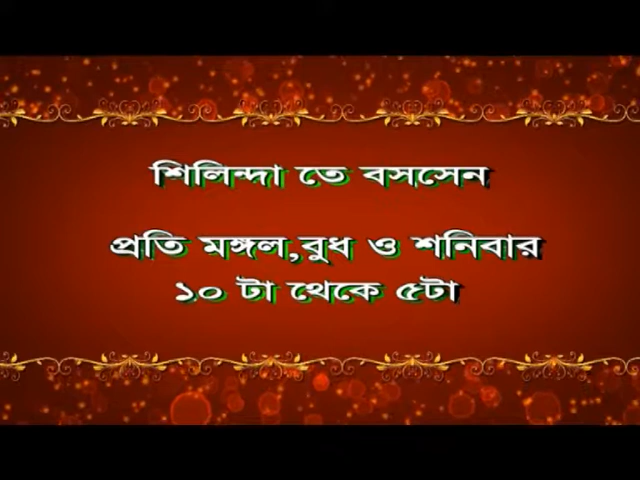 শিলিন্দা তে বসসেন
প্রতি মঙ্গল,বুধ ও শনিবার
১০ টা থেকে ৫টা